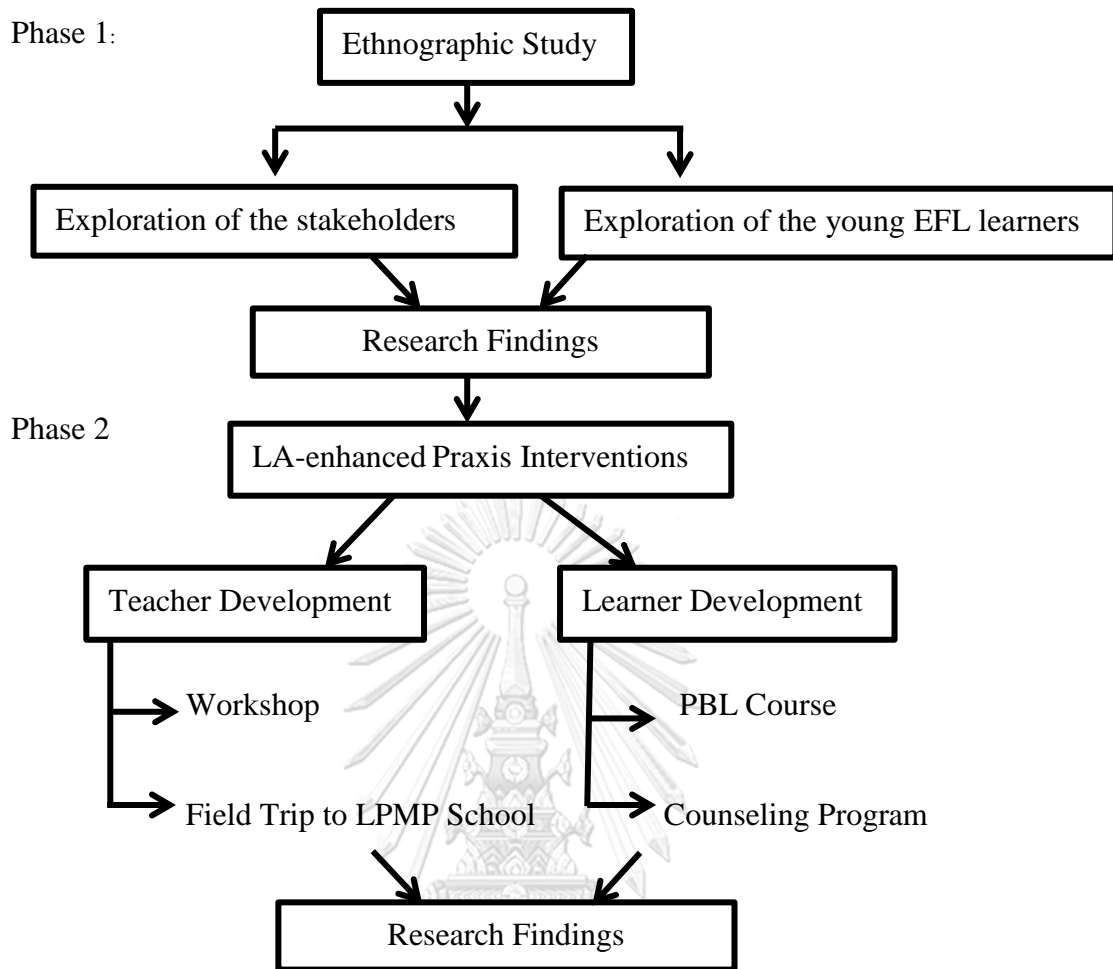 Phase 1:
Ethnographic Study
Exploration of the stakeholders
Exploration of the young EFL learners
Research Findings
Phase 2
LA-enhanced Praxis Interventions
Teacher Development
Learner Development
Workshop
PBL Course
Field Trip to LPMP School
Counseling Program
Research Findings